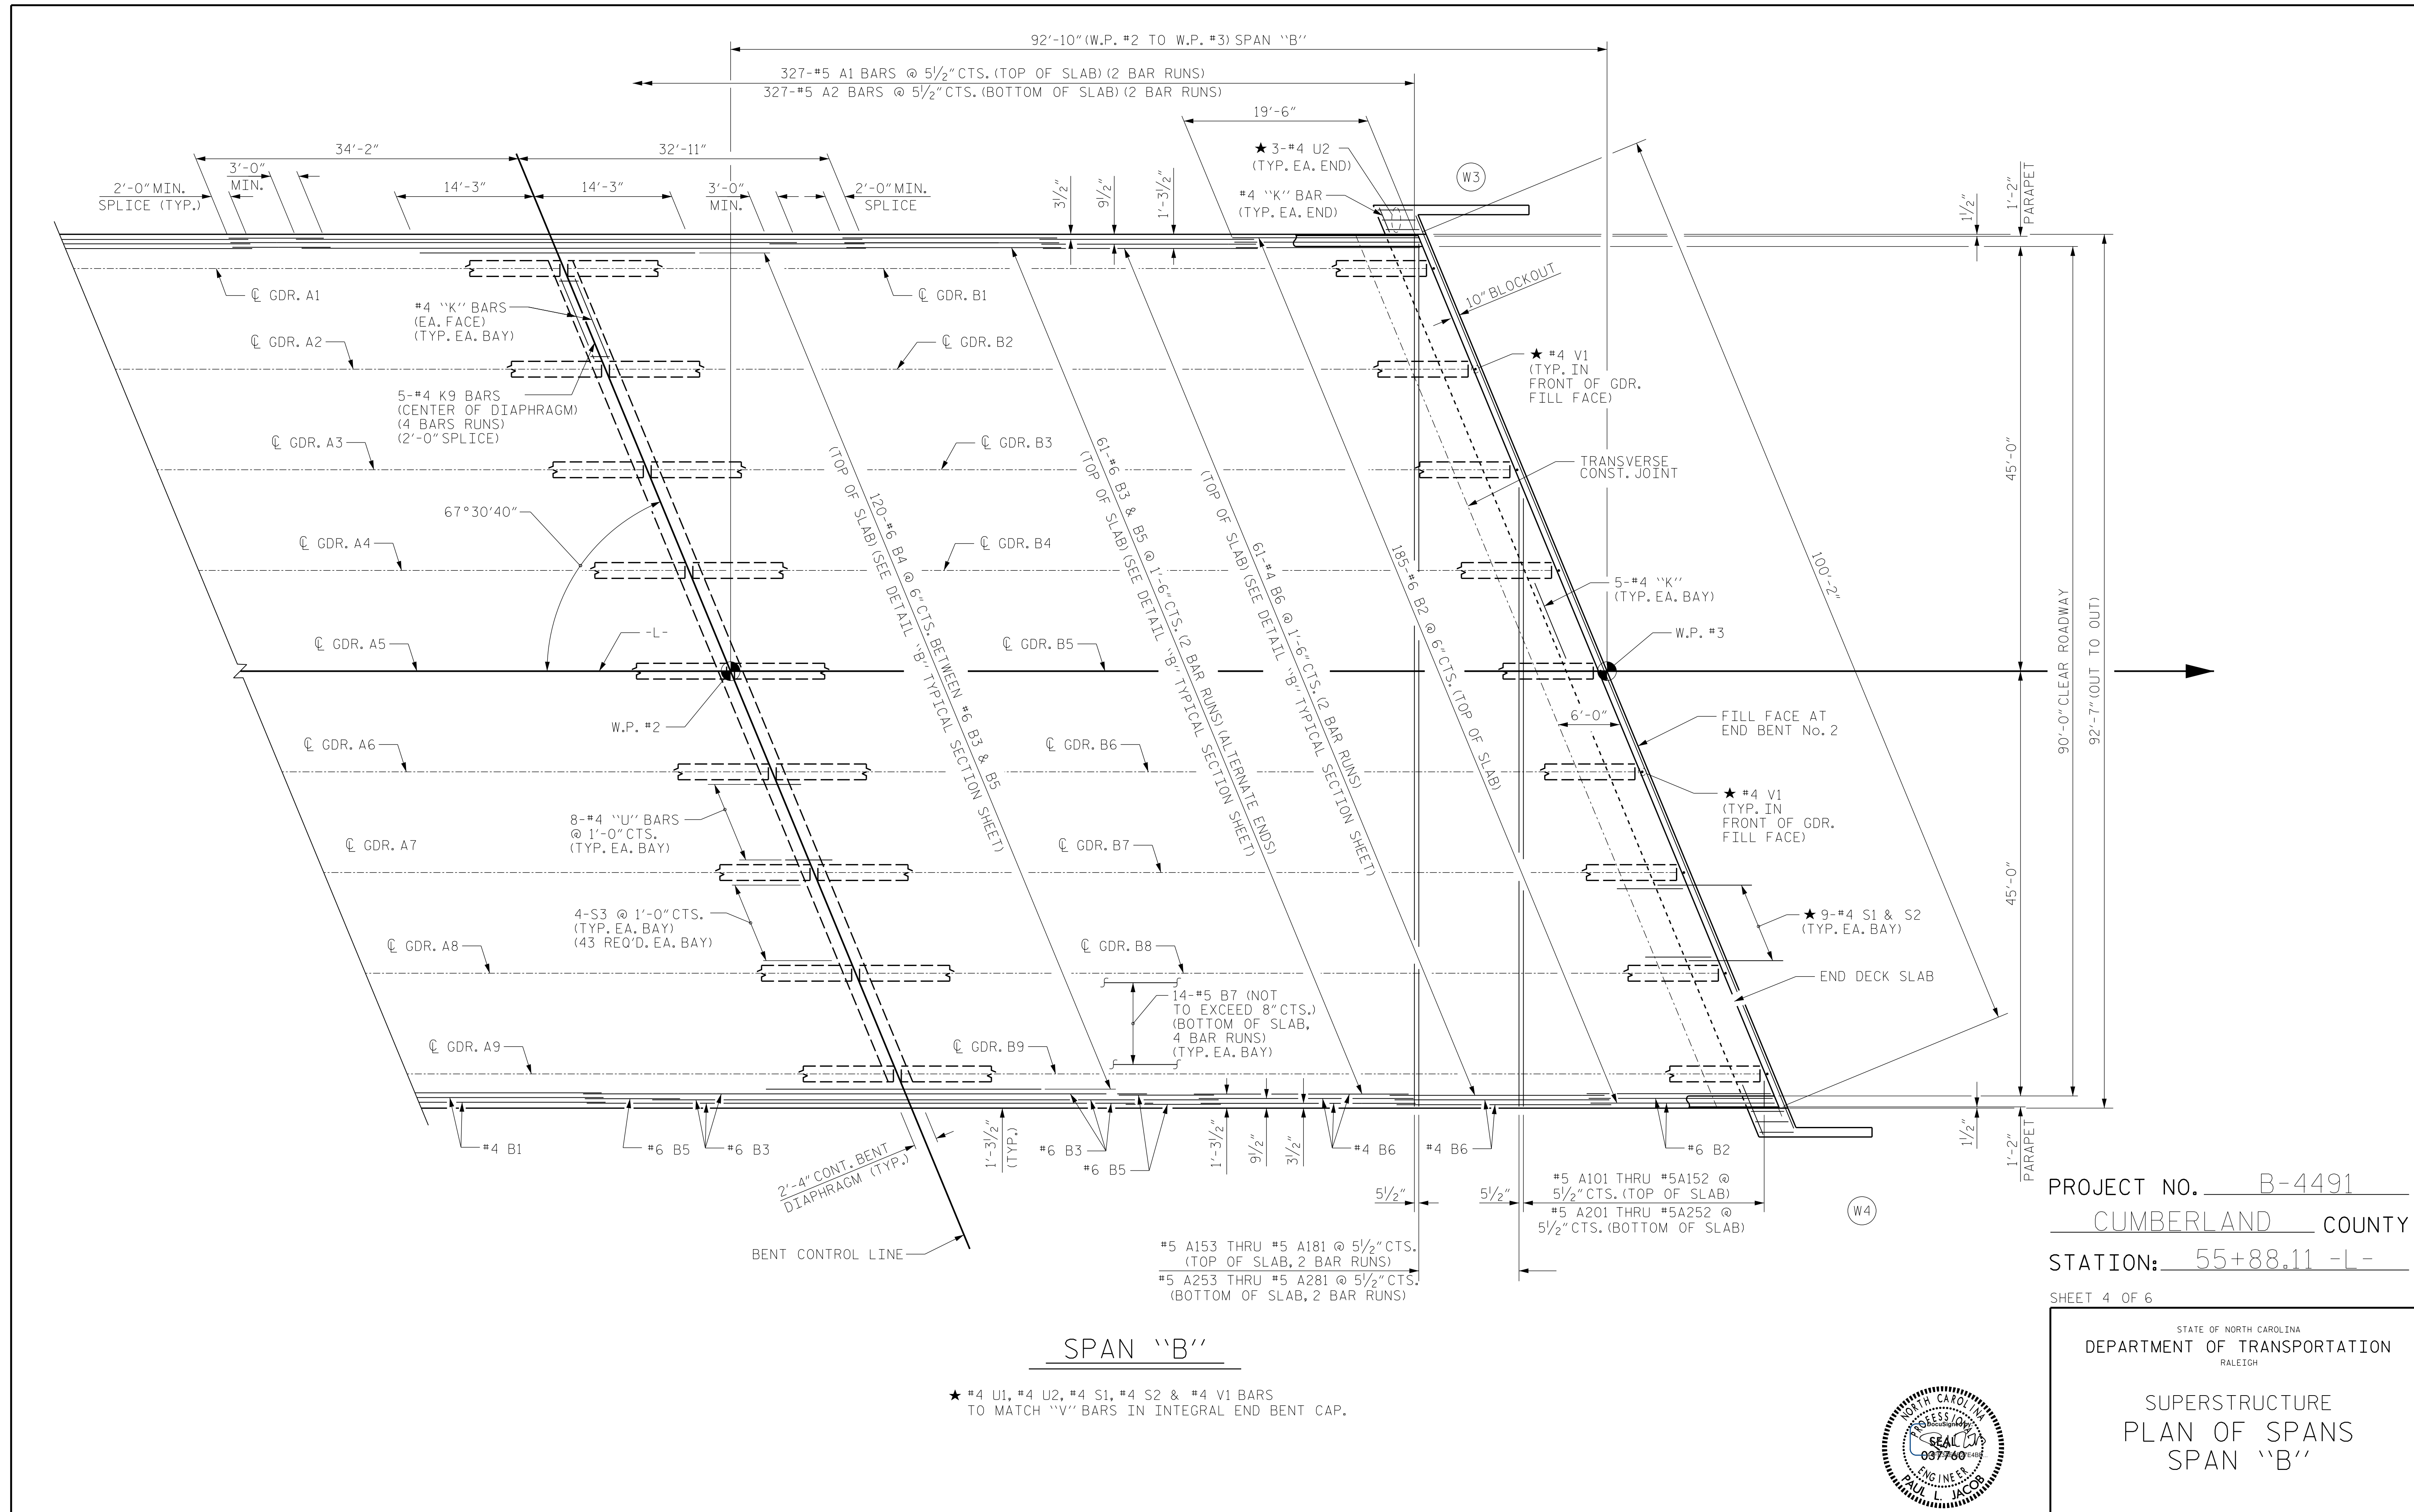 92'-10" (W.P. #2 TO W.P. #3) SPAN ``B''
327-#5 A1 BARS @ 5½" CTS. (TOP OF SLAB) (2 BAR RUNS)
327-#5 A2 BARS @ 5½" CTS. (BOTTOM OF SLAB) (2 BAR RUNS)
19'-6"
34'-2"
32'-11"
3'-0"
MIN.
2'-0" MIN.
SPLICE (TYP.)
14'-3"
14'-3"
3'-0"
MIN.
2'-0" MIN.
SPLICE
3½"
9½"
1'-3½"
★ 3-#4 U2
(TYP. EA. END)
#4 ``K'' BAR
(TYP. EA. END)
W3
1½"
1'-2"
PARAPET
10" BLOCKOUT
℄ GDR. A1
℄ GDR. B1
#4 ``K'' BARS
(EA. FACE)
(TYP. EA. BAY)
℄ GDR. A2
℄ GDR. B2
★ #4 V1
(TYP. IN
FRONT OF GDR.
FILL FACE)
5-#4 K9 BARS
(CENTER OF DIAPHRAGM)
(4 BARS RUNS)
(2'-0" SPLICE)
℄ GDR. A3
℄ GDR. B3
TRANSVERSE
CONST. JOINT
45'-0"
67°30'40"
℄ GDR. A4
℄ GDR. B4
120-#6 B4 @ 6" CTS. BETWEEN #6 B3 & B5
(TOP OF SLAB) (SEE DETAIL ``B'' TYPICAL SECTION SHEET)
61-#6 B3 & B5 @ 1'-6" CTS. (2 BAR RUNS) (ALTERNATE ENDS)
(TOP OF SLAB) (SEE DETAIL ``B'' TYPICAL SECTION SHEET)
61-#4 B6 @ 1'-6" CTS. (2 BAR RUNS)
(TOP OF SLAB) (SEE DETAIL ``B'' TYPICAL SECTION SHEET)
185-#6 B2 @ 6" CTS. (TOP OF SLAB)
100'-2"
5-#4 ``K''
(TYP. EA. BAY)
℄ GDR. A5
-L-
℄ GDR. B5
W.P. #3
90'-0" CLEAR ROADWAY
92'-7" (OUT TO OUT)
W.P. #2
6'-0"
FILL FACE AT
END BENT No. 2
℄ GDR. A6
℄ GDR. B6
8-#4 ``U'' BARS
@ 1'-0" CTS.
(TYP. EA. BAY)
★ #4 V1
(TYP. IN
FRONT OF GDR.
FILL FACE)
℄ GDR. A7
℄ GDR. B7
45'-0"
4-S3 @ 1'-0" CTS.
(TYP. EA. BAY)
(43 REQ'D. EA. BAY)
★ 9-#4 S1 & S2
(TYP. EA. BAY)
℄ GDR. A8
℄ GDR. B8
END DECK SLAB
14-#5 B7 (NOT
TO EXCEED 8" CTS.)
(BOTTOM OF SLAB,
4 BAR RUNS)
(TYP. EA. BAY)
℄ GDR. A9
℄ GDR. B9
#4 B1
#6 B5
#6 B3
1'-3½"
(TYP.)
#6 B3
#6 B5
1'-3½"
9½"
3½"
#4 B6
#4 B6
#6 B2
1½"
1'-2"
PARAPET
2'-4" CONT. BENT
DIAPHRAGM (TYP.)
5½"
5½"
#5 A101 THRU #5A152 @
5½" CTS. (TOP OF SLAB)
#5 A201 THRU #5A252 @
5½" CTS. (BOTTOM OF SLAB)
W4
BENT CONTROL LINE
#5 A153 THRU #5 A181 @ 5½" CTS.
(TOP OF SLAB, 2 BAR RUNS)
#5 A253 THRU #5 A281 @ 5½" CTS.
(BOTTOM OF SLAB, 2 BAR RUNS)
SPAN ``B''
★ #4 U1, #4 U2, #4 S1, #4 S2 & #4 V1 BARS
TO MATCH ``V'' BARS IN INTEGRAL END BENT CAP.
PROJECT NO. B-4491
CUMBERLAND COUNTY
STATION: 55+88.11 -L-
SHEET 4 OF 6
STATE OF NORTH CAROLINA
DEPARTMENT OF TRANSPORTATION
RALEIGH
SUPERSTRUCTURE
PLAN OF SPANS
SPAN ``B''
NORTH CAROLINA
PROFESSIONAL
DocuSigned by:
SEAL
037760
ENGINEER
PAUL L. JACOB